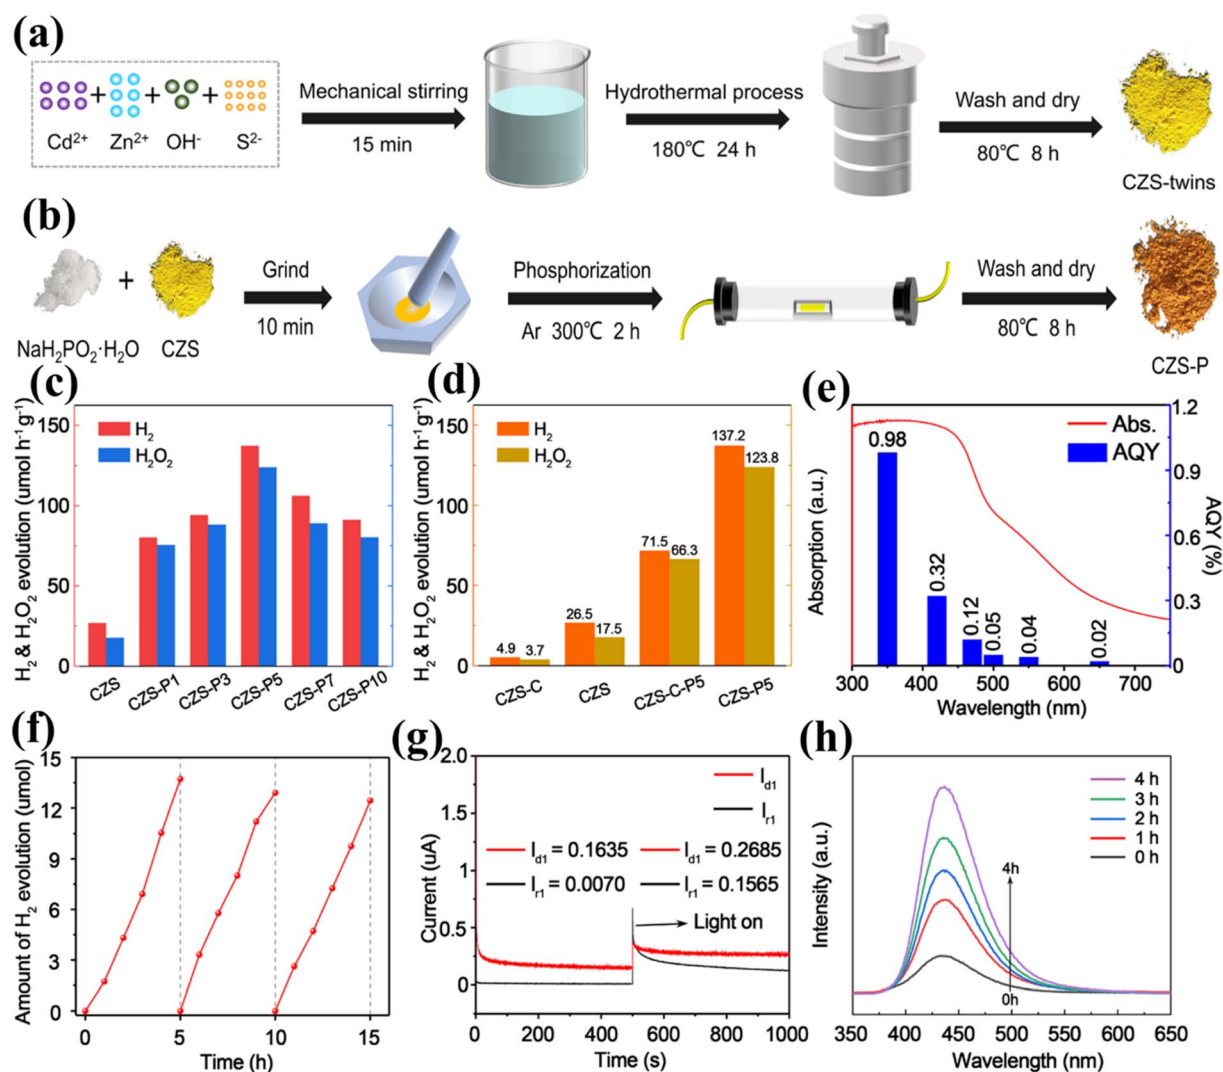 (a)
Cd²⁺ + Zn²⁺ + OH- + S²⁻
Mechanical stirring
15 min
Hydrothermal process
180℃ 24 h
Wash and dry
80℃ 8 h
CZS-twins
(b)
NaH₂PO₂·H₂O + CZS
Grind
10 min
Phosphorization
Ar 300℃ 2 h
Wash and dry
80℃ 8 h
CZS-P
(c)
H₂ & H₂O₂ evolution (umol h⁻¹ g⁻¹)
150
100
50
0
H₂
H₂O₂
CZS CZS-P1 CZS-P3 CZS-P5 CZS-P7 CZS-P10
(d)
H₂ & H₂O₂ evolution (umol h⁻¹ g⁻¹)
150
100
50
0
H₂
H₂O₂
4.9 3.7 26.5 17.5 71.5 66.3 137.2 123.8
CZS-C CZS CZS-C-P5 CZS-P5
(e)
Absorption (a.u.)
Abs.
AQY
0.98 0.32 0.12 0.05 0.04 0.02
1.2
0.9
0.6
0.3
0
AQY (%)
300 400 500 600 700
Wavelength (nm)
(f)
Amount of H₂ evolution (umol)
15
12
9
6
3
0
0 5 10 15
Time (h)
(g)
Current (uA)
2.0
1.5
1
0.5
0
I_d1
I_r1
I_d1 = 0.1635 I_d1 = 0.2685
I_r1 = 0.0070 I_r1 = 0.1565
Light on
0 200 400 600 800 1000
Time (s)
(h)
Intensity (a.u.)
4 h
3 h
2 h
1 h
0 h
4h
0h
350 400 450 500 550 600 650
Wavelength (nm)